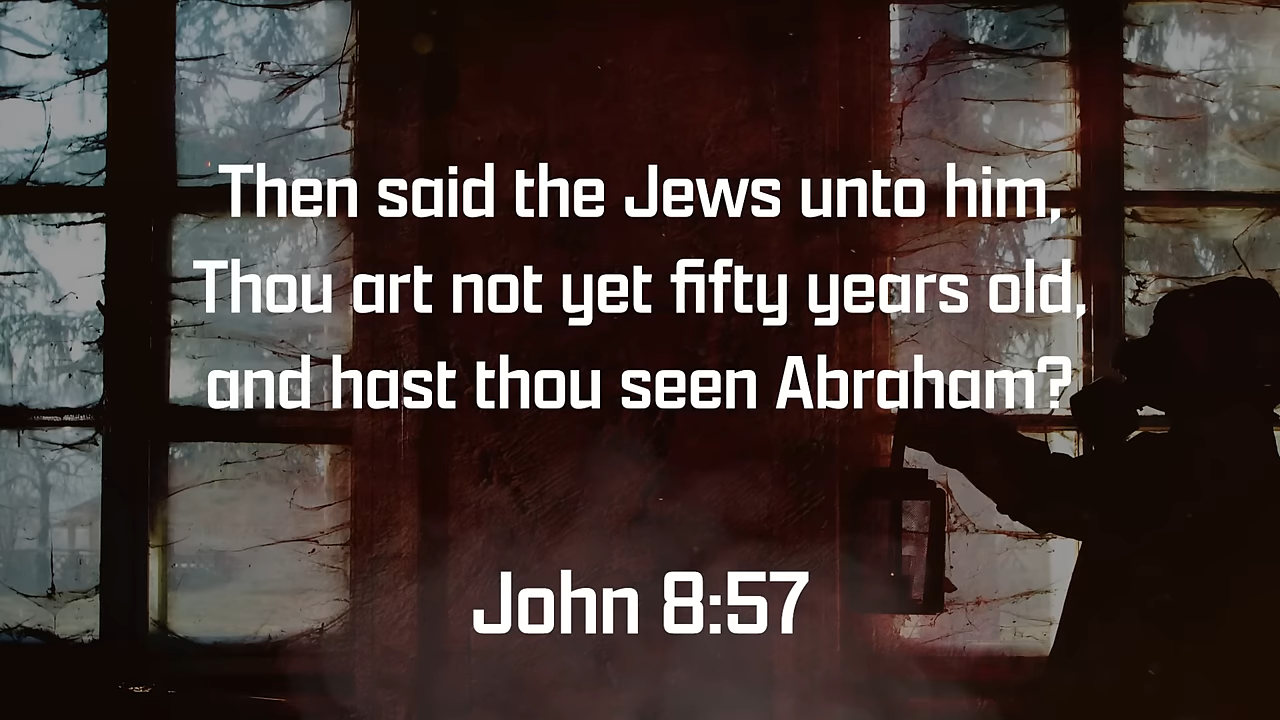 Then said the Jews unto him,
Thou art not yet fifty years old,
and hast thou seen Abraham?
John 8:57